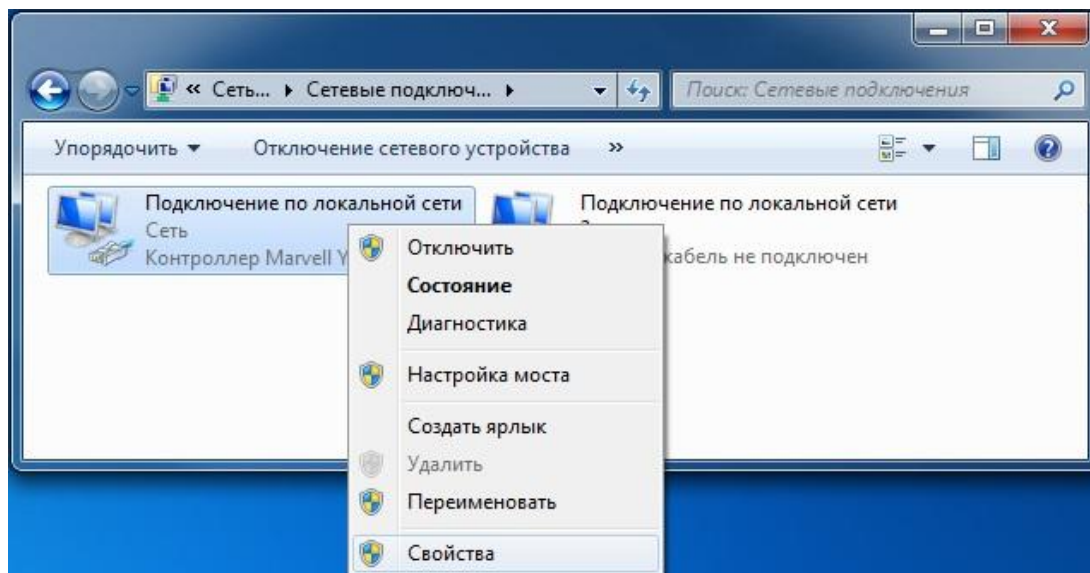 « Сеть... ▸ Сетевые подключ... ▸
Поиск: Сетевые подключения
Упорядочить ▾ Отключение сетевого устройства »
Подключение по локальной сети
Сеть
Контроллер Marvell Y
Подключение по локальной сети
кабель не подключен
Отключить
Состояние
Диагностика
Настройка моста
Создать ярлык
Удалить
Переименовать
Свойства